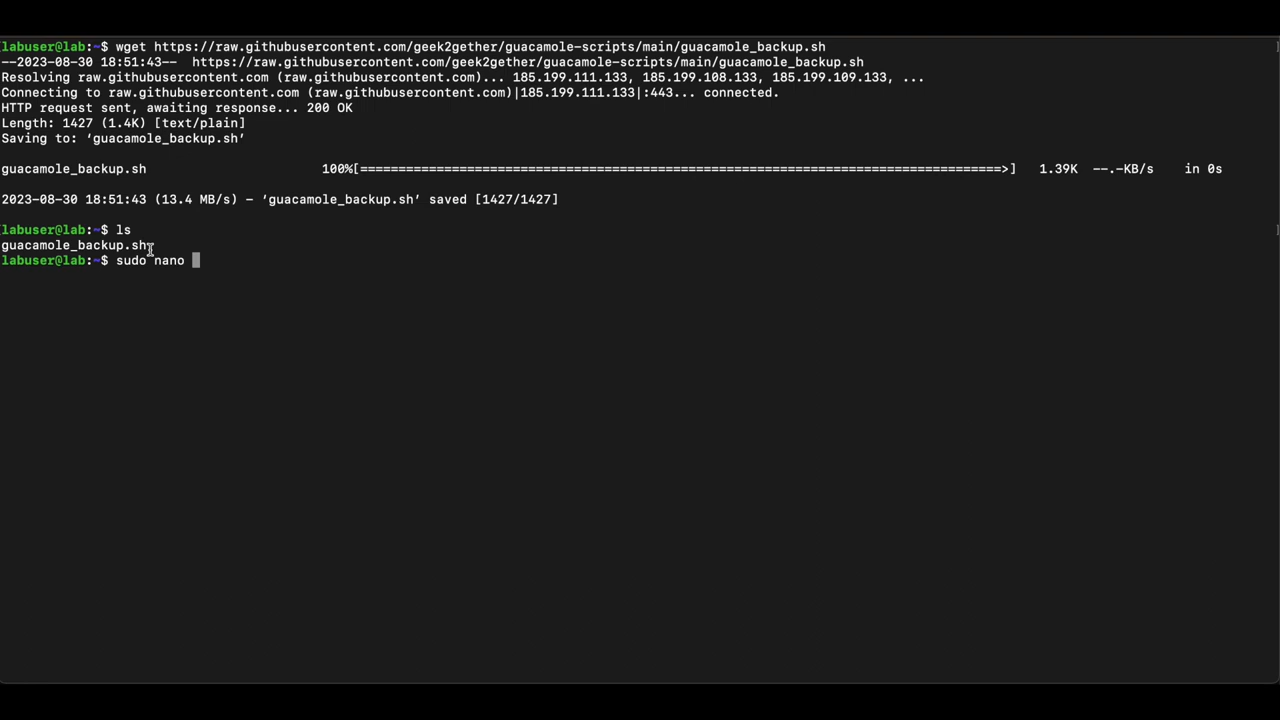 labuser@lab:~$ wget https://raw.githubusercontent.com/geek2gether/guacamole-scripts/main/guacamole_backup.sh
--2023-08-30 18:51:43--  https://raw.githubusercontent.com/geek2gether/guacamole-scripts/main/guacamole_backup.sh
Resolving raw.githubusercontent.com (raw.githubusercontent.com)... 185.199.111.133, 185.199.108.133, 185.199.109.133, ...
Connecting to raw.githubusercontent.com (raw.githubusercontent.com)|185.199.111.133|:443... connected.
HTTP request sent, awaiting response... 200 OK
Length: 1427 (1.4K) [text/plain]
Saving to: ‘guacamole_backup.sh’
guacamole_backup.sh 100%[====================================================================================>] 1.39K --.-KB/s in 0s
2023-08-30 18:51:43 (13.4 MB/s) - ‘guacamole_backup.sh’ saved [1427/1427]
labuser@lab:~$ ls
guacamole_backup.sh
labuser@lab:~$ sudo nano